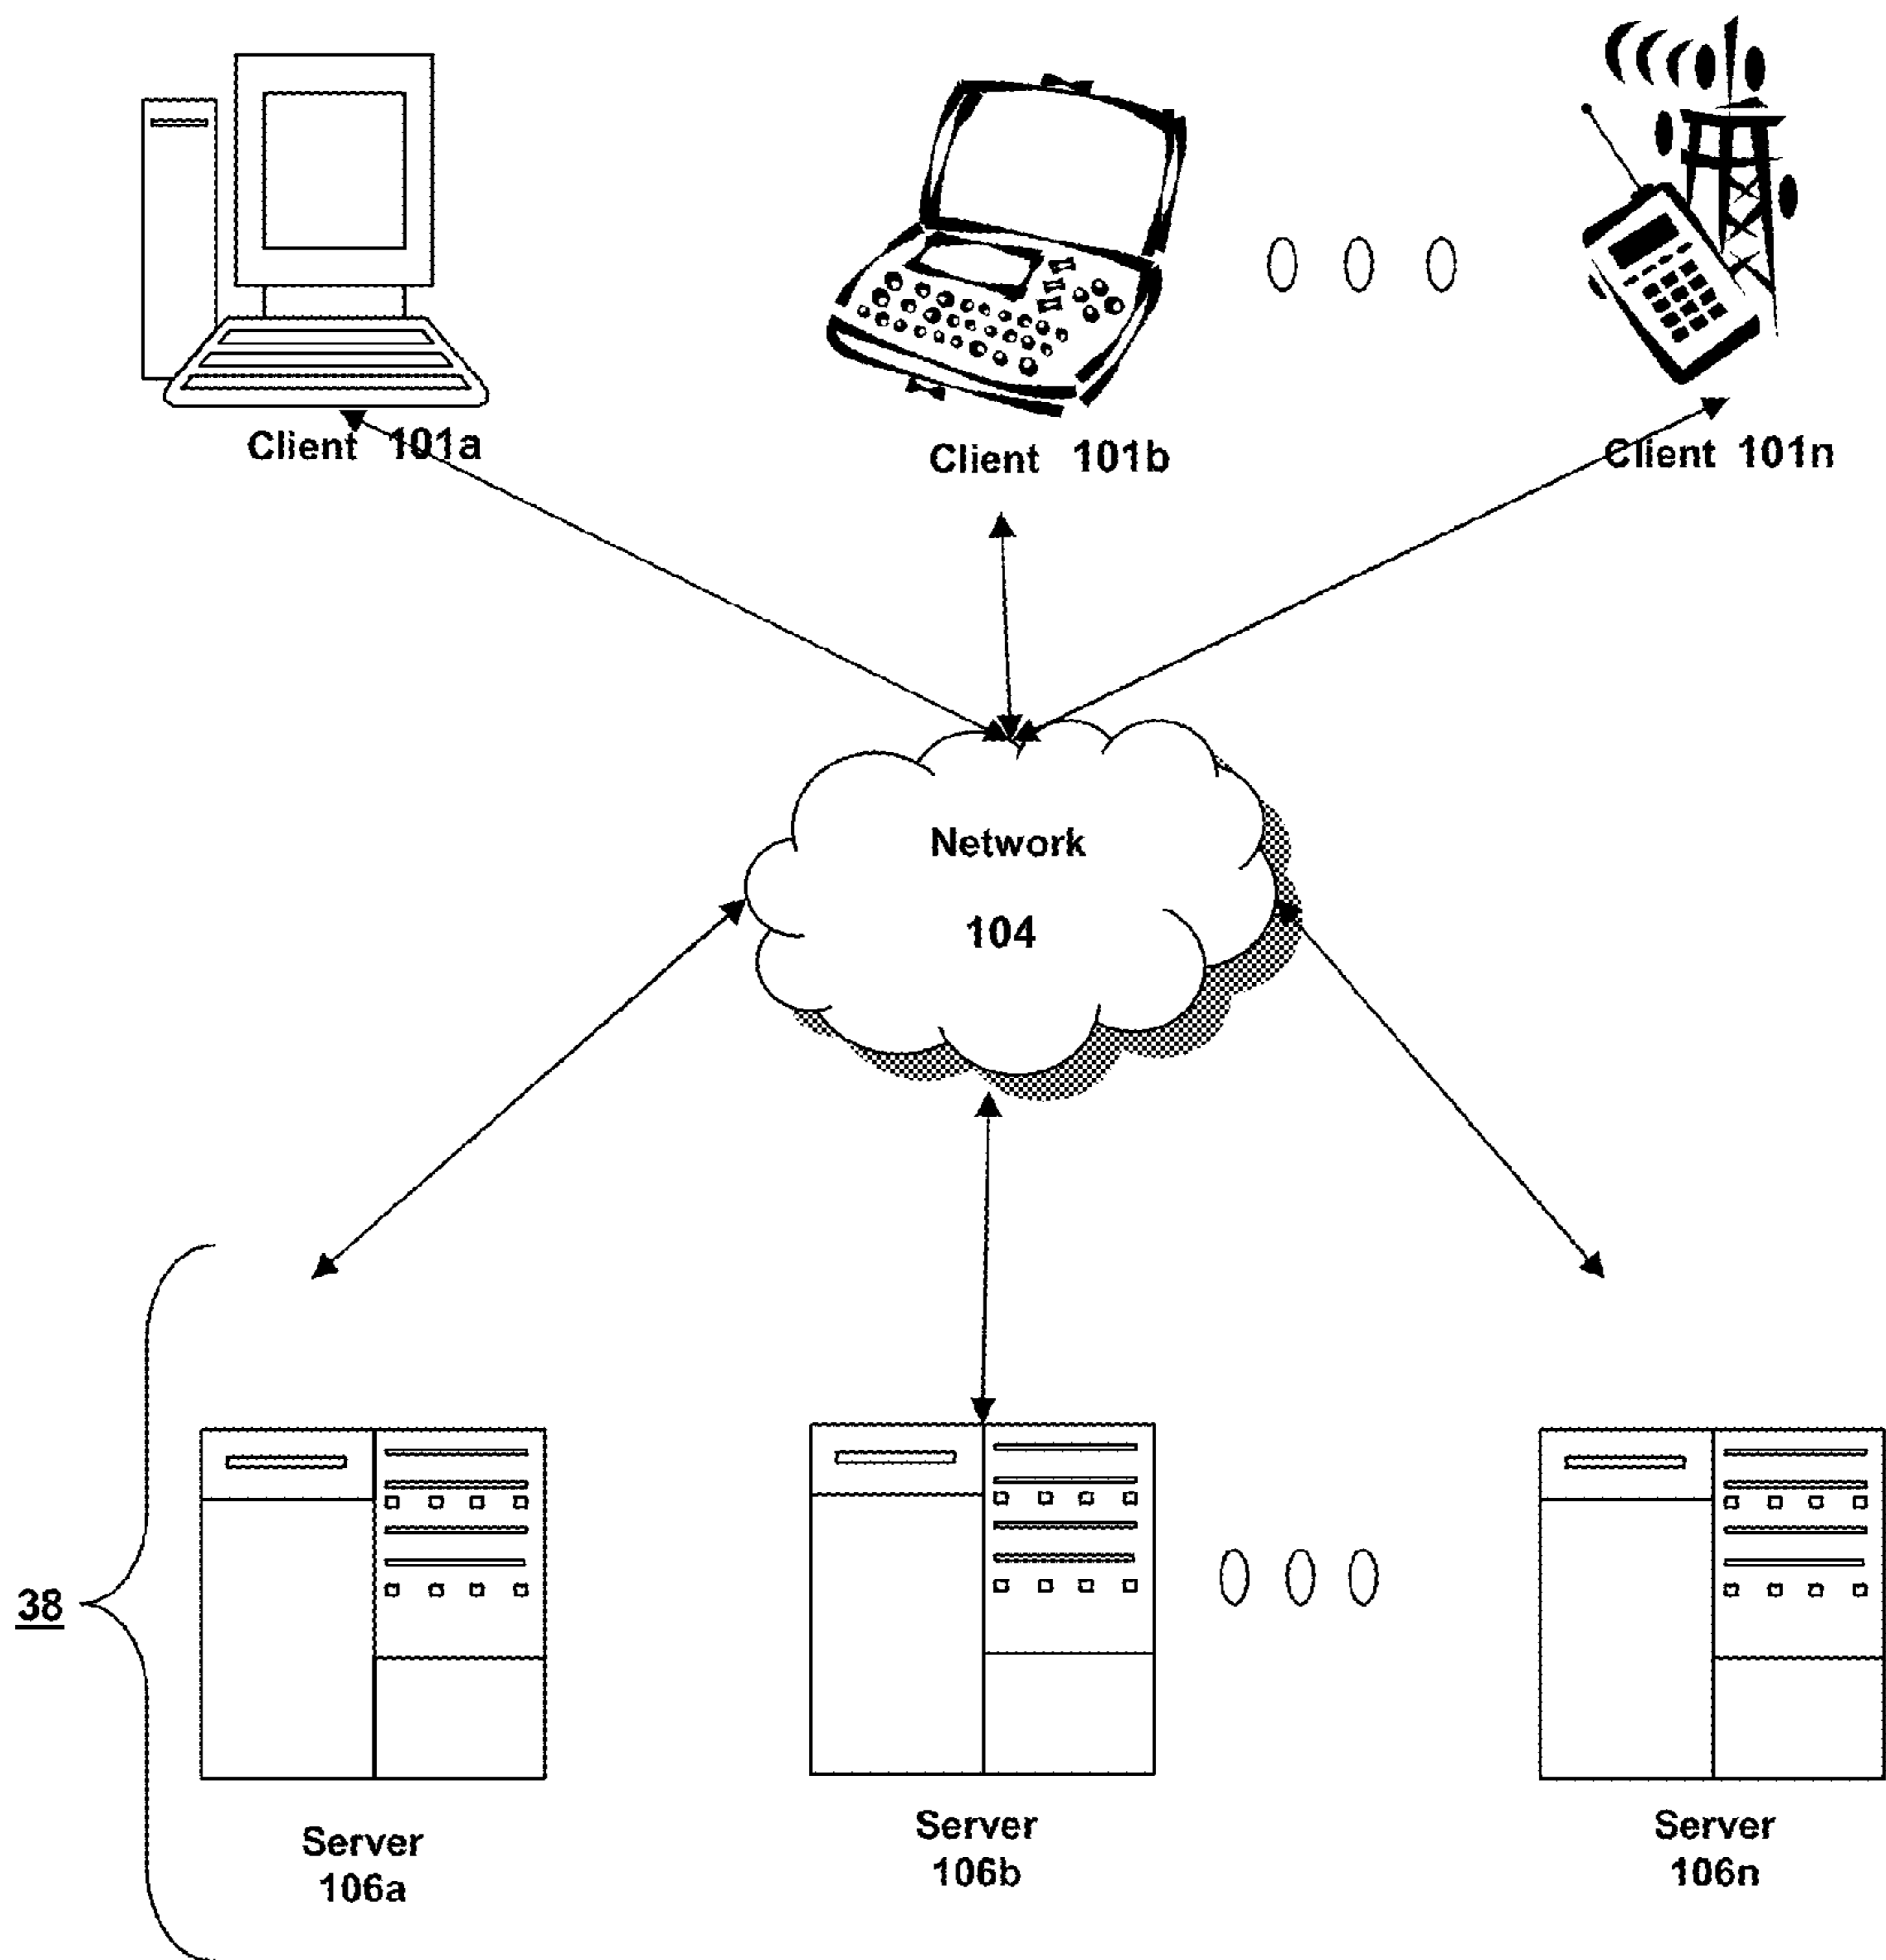 Client 101a
Client 101b
Client 101n
Network
104
38
Server
106a
Server
106b
Server
106n